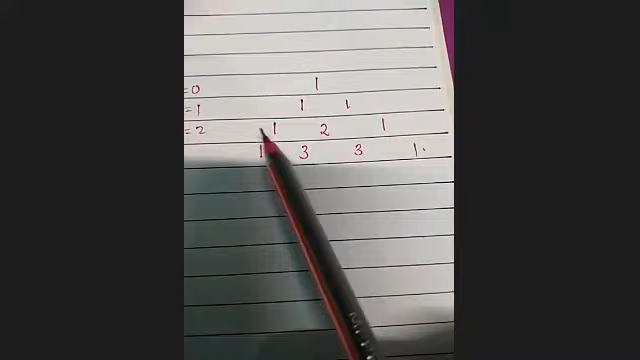 =0 1
=1 1 1
=2 1 2 1
1 3 3 1.